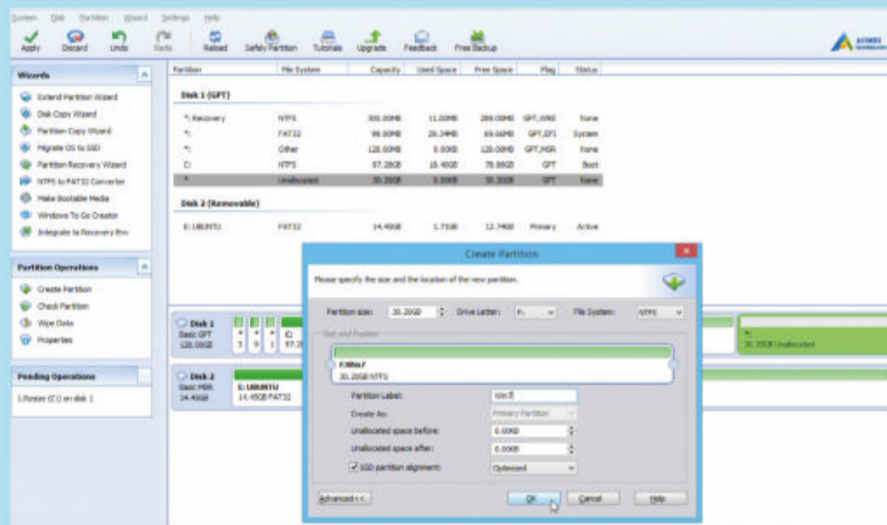 System Disk Partition Wizard Settings Help
Apply Discard Undo Redo Reload Safely Partition Tutorials Upgrade Feedback Free Backup
AOMEI
Wizards
Extend Partition Wizard
Disk Copy Wizard
Partition Copy Wizard
Migrate OS to SSD
Partition Recovery Wizard
NTFS to FAT32 Converter
Make Bootable Media
Windows To Go Creator
Integrate to Recovery Env
Partition Operations
Create Partition
Check Partition
Wipe Data
Properties
Pending Operations
1.Resize (C:) on disk 1
Partition File System Capacity Used Space Free Space Flag Status
Disk 1 (GPT)
*: Recovery NTFS 300.00MB 11.00MB 289.00MB None
*: FAT32 99.00MB 29.34MB 69.66MB GPT,EFI System
*: Other 128.00MB 0.00KB 128.00MB GPT,MSR None
C: NTFS 97.28GB 18.40GB 78.88GB GPT Boot
* Unallocated 30.20GB 0.00KB 30.20GB GPT None
Disk 2 (Removable)
E: UBUNTU FAT32 14.45GB 12.74GB Primary Active
Create Partition
Please specify the size and the location of the new partition.
Partition size: 30.20GB Drive Letter: F: File System: NTFS
Size and Position
F:Win7
30.20GB NTFS
Partition Label: Win7
Create As: Primary Partition
Unallocated space before: 0.00KB
Unallocated space after: 0.00KB
SSD partition alignment: Optimized
Advanced << OK Cancel Help
Disk 1
Basic GPT
128.00GB
* * * C:
3 9 1
*:
30.20GB Unallocated
Disk 2
Basic MBR
14.45GB
E: UBUNTU
14.45GB FAT32